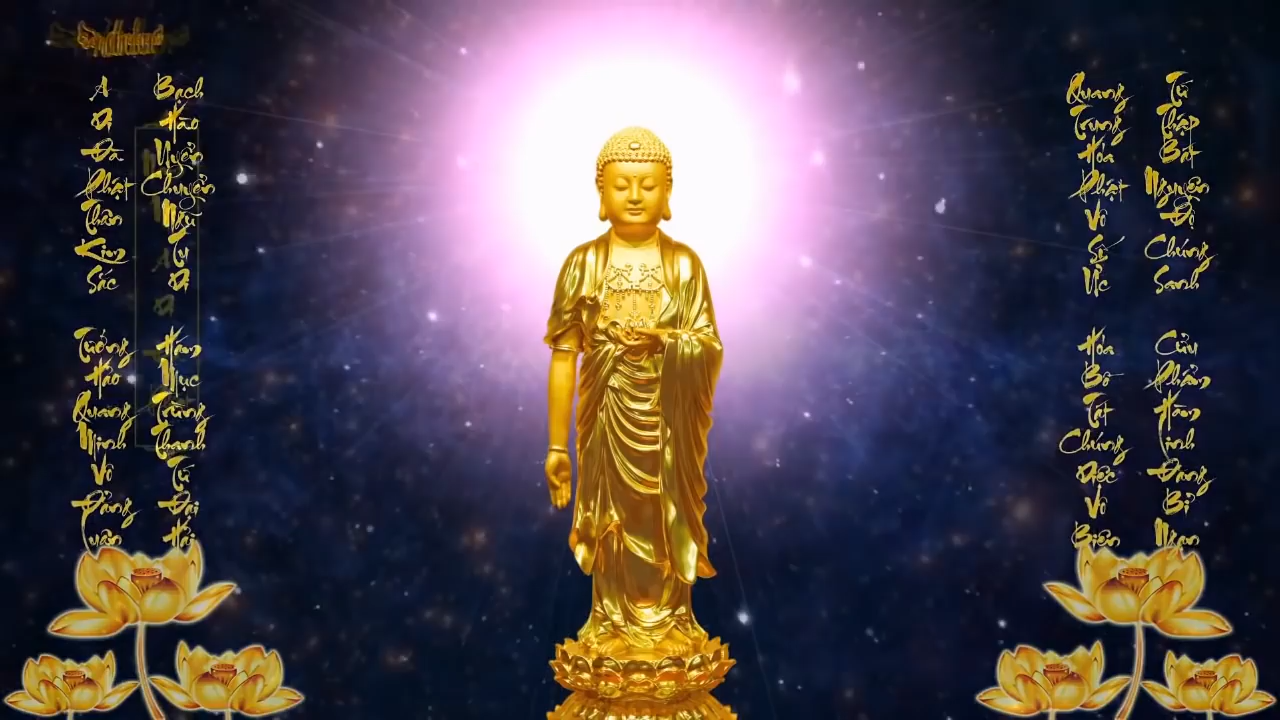 A Di Đà Phật Thân Kim Sắc
Tướng Hảo Quang Minh Vô Đẳng Luân
Bạch Hào Uyển Chuyển Ngũ Tu Di
Hám Mục Trừng Thanh Tứ Đại Hải
Quang Trung Hóa Phật Vô Số Ức
Hóa Bồ Tát Chúng Diệc Vô Biên
Tứ Thập Bát Nguyện Độ Chúng Sanh
Cửu Phẩm Hàm Linh Đăng Bỉ Ngạn